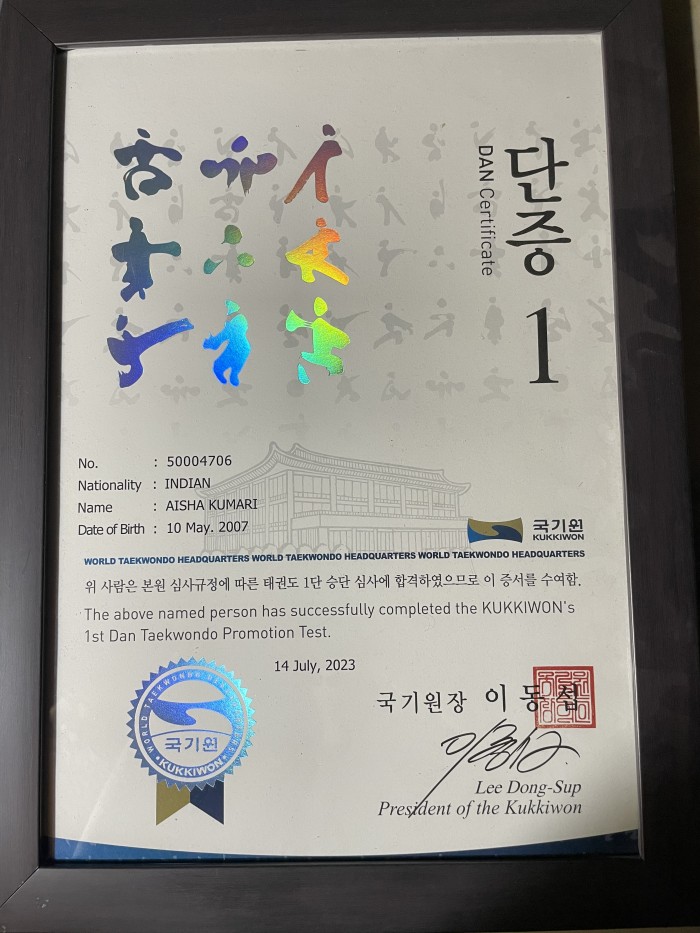 단증
DAN Certificate
1
No. : 50004706
Nationality : INDIAN
Name : AISHA KUMARI
Date of Birth : 10 May. 2007
국기원
KUKKIWON
WORLD TAEKWONDO HEADQUARTERS WORLD TAEKWONDO HEADQUARTERS WORLD TAEKWONDO HEADQUARTERS
위 사람은 본원 심사규정에 따른 태권도 1단 승단 심사에 합격하였으므로 이 증서를 수여함.
The above named person has successfully completed the KUKKIWON's
1st Dan Taekwondo Promotion Test.
14 July, 2023
국기원장 이동섭
Lee Dong-Sup
President of the Kukkiwon
WORLD TAEKWONDO
국기원
KUKKIWON